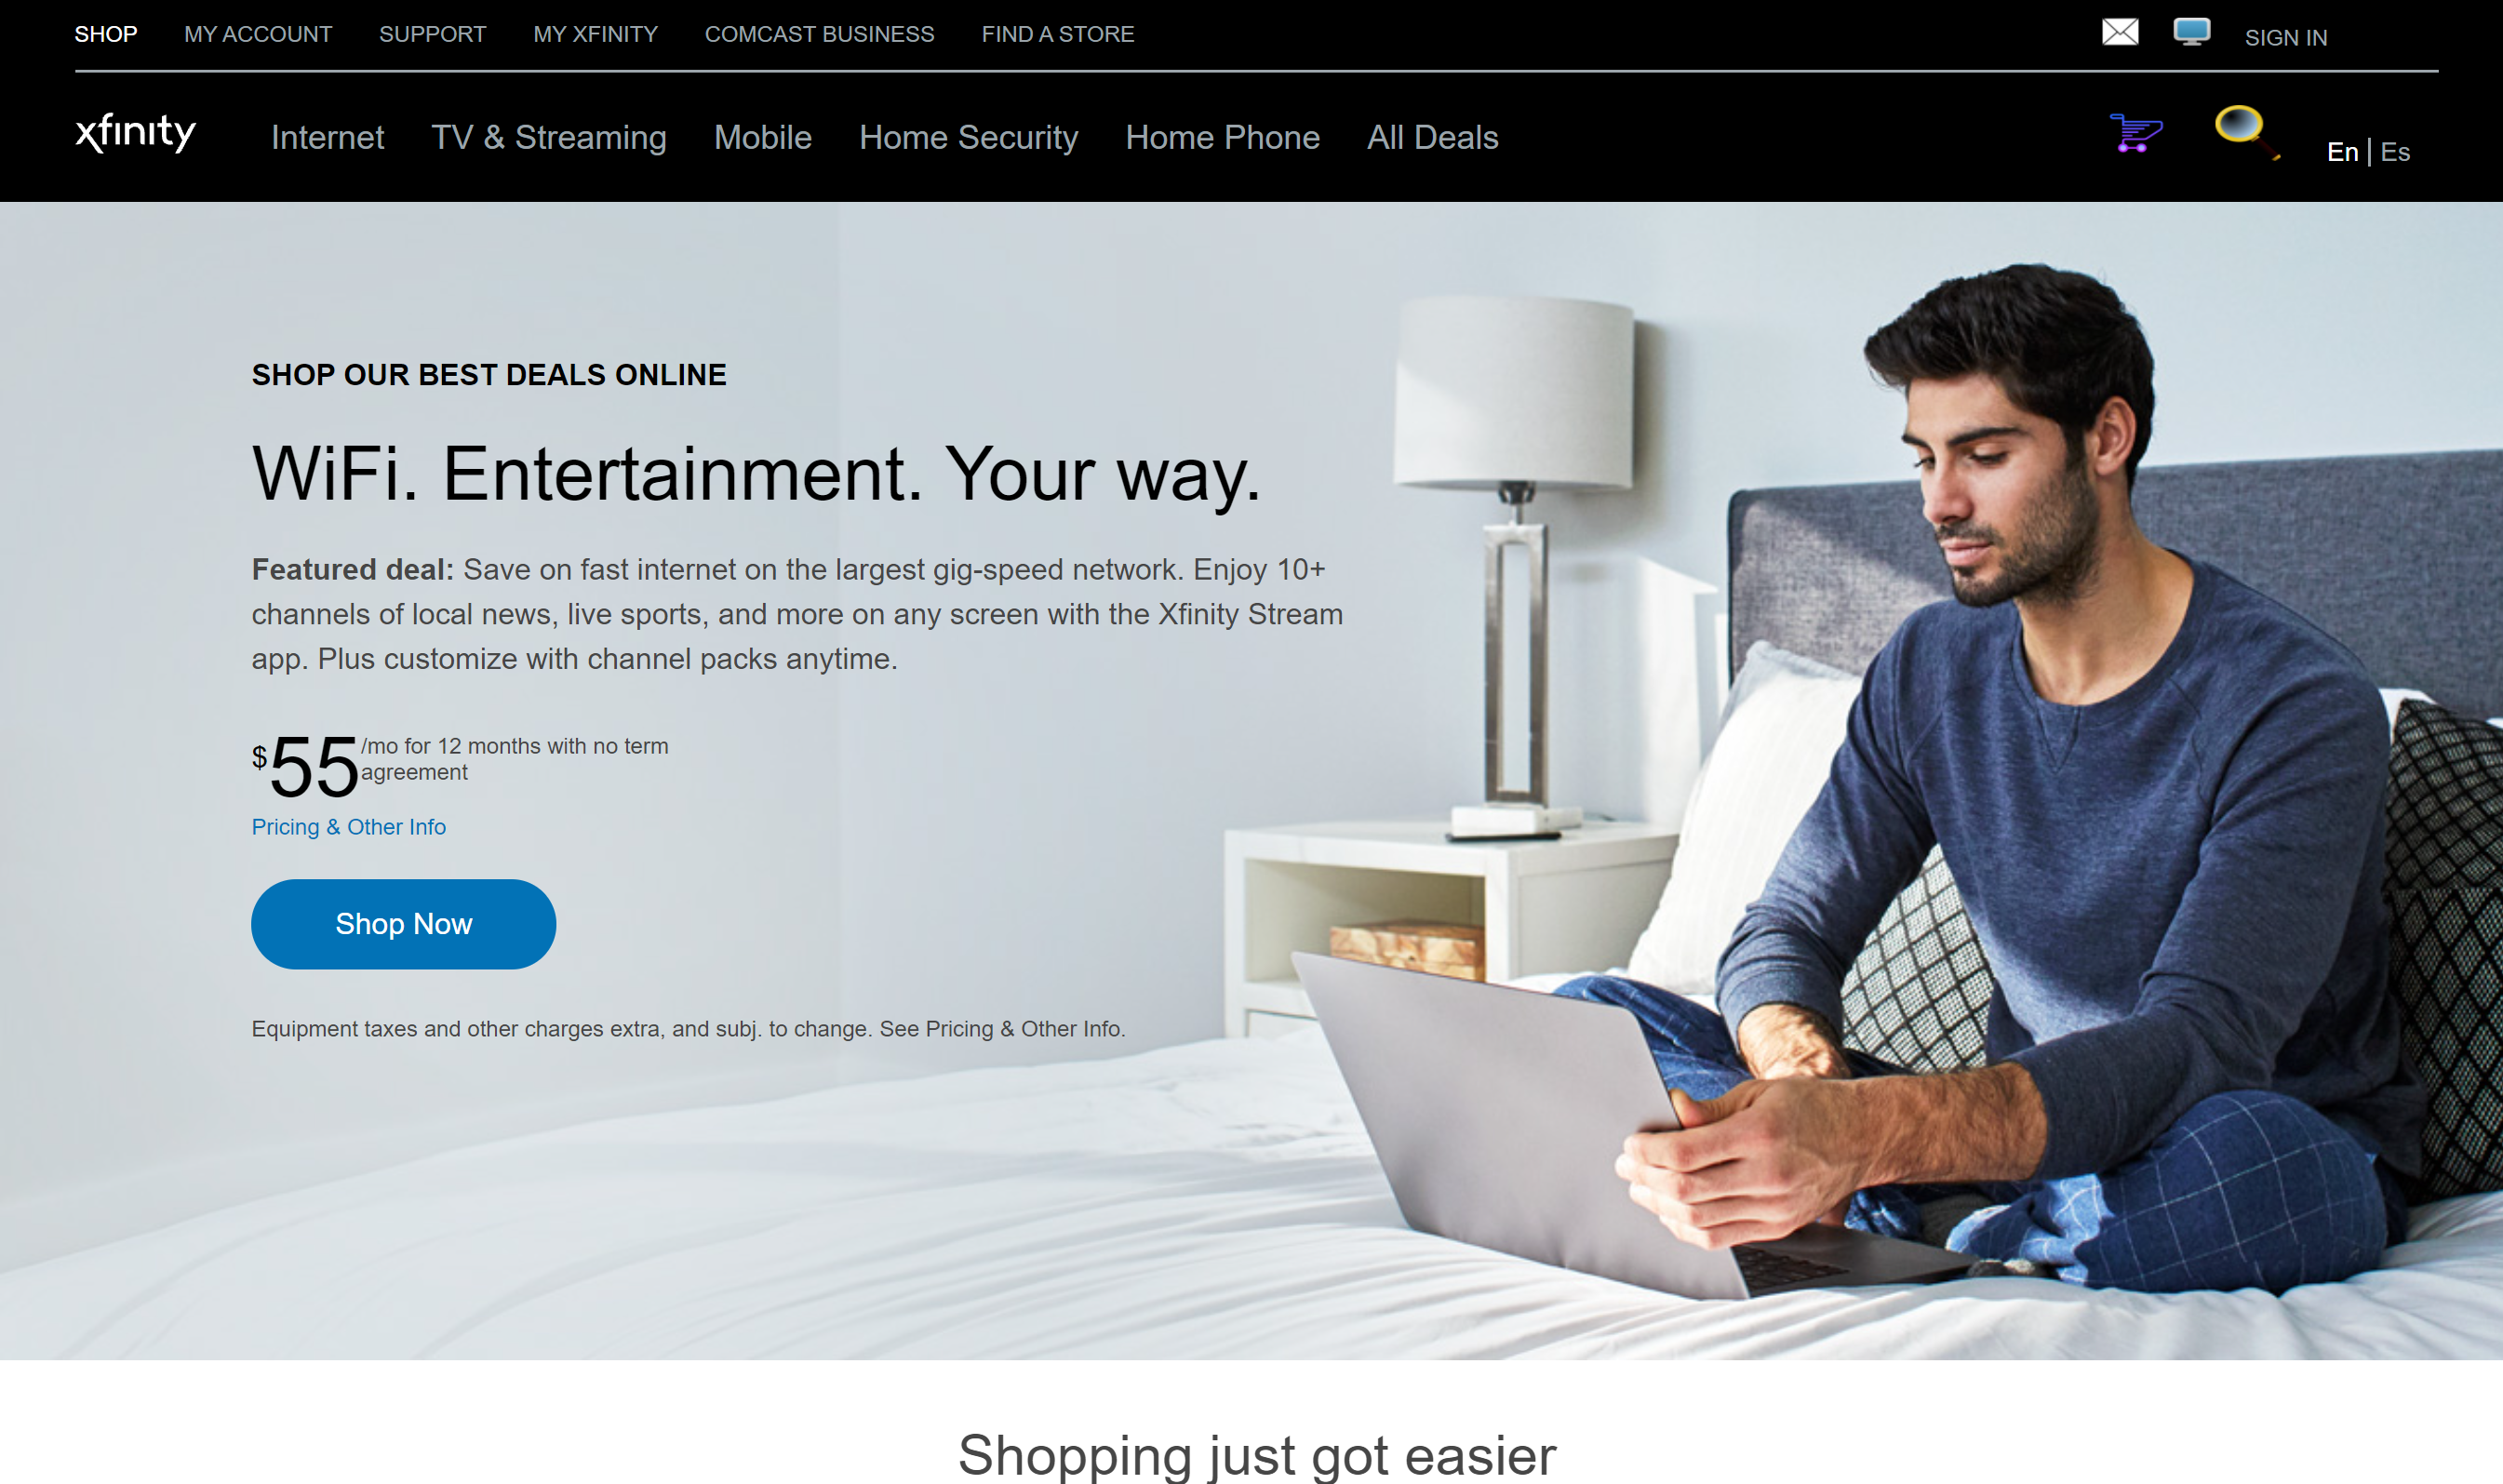 SHOP MY ACCOUNT SUPPORT MY XFINITY COMCAST BUSINESS FIND A STORE SIGN IN
xfinity Internet TV & Streaming Mobile Home Security Home Phone All Deals En | Es
SHOP OUR BEST DEALS ONLINE
WiFi. Entertainment. Your way.
Featured deal: Save on fast internet on the largest gig-speed network. Enjoy 10+
channels of local news, live sports, and more on any screen with the Xfinity Stream
app. Plus customize with channel packs anytime.
$55/mo for 12 months with no term
agreement
Pricing & Other Info
Shop Now
Equipment taxes and other charges extra, and subj. to change. See Pricing & Other Info.
Shopping just got easier